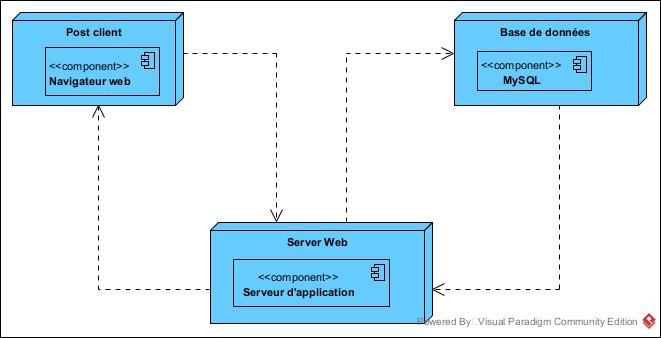 Post client
<<component>>
Navigateur web
Base de données
<<component>>
MySQL
Server Web
<<component>>
Serveur d'application
Powered By Visual Paradigm Community Edition